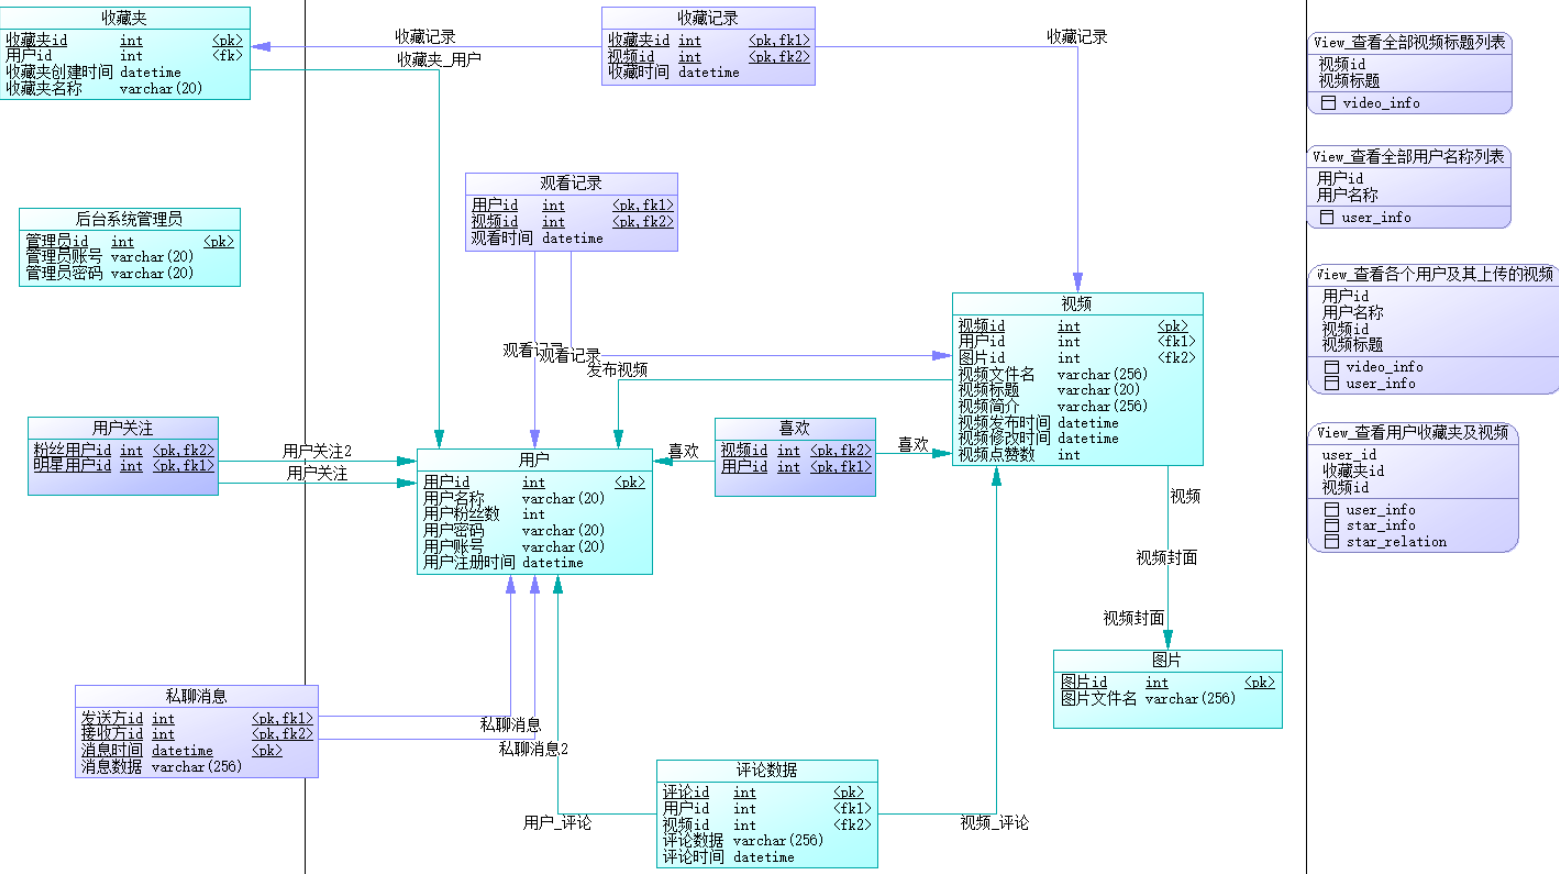 收藏夹
收藏夹id int <pk>
用户id int <fk>
收藏夹创建时间 datetime
收藏夹名称 varchar(20)
收藏记录
收藏夹_用户
收藏记录
收藏夹id int <pk,fk1>
视频id int <pk,fk2>
收藏时间 datetime
收藏记录
View_查看全部视频标题列表
视频id
视频标题
video_info
View_查看全部用户名称列表
用户id
用户名称
user_info
后台系统管理员
管理员id int <pk>
管理员账号 varchar(20)
管理员密码 varchar(20)
观看记录
用户id int <pk,fk1>
视频id int <pk,fk2>
观看时间 datetime
观看记录
观看记录
发布视频
视频
视频id int <pk>
用户id int <fk1>
图片id int <fk2>
视频文件名 varchar(256)
视频标题 varchar(20)
视频简介 varchar(256)
视频发布时间 datetime
视频修改时间 datetime
视频点赞数 int
View_查看各个用户及其上传的视频
用户id
用户名称
视频id
视频标题
video_info
user_info
用户关注
粉丝用户id int <pk,fk2>
明星用户id int <pk,fk1>
用户关注2
用户关注
用户
用户id int <pk>
用户名称 varchar(20)
用户粉丝数 int
用户密码 varchar(20)
用户账号 varchar(20)
用户注册时间 datetime
喜欢
喜欢
视频id int <pk,fk2>
用户id int <pk,fk1>
喜欢
View_查看用户收藏夹及视频
user_id
收藏夹id
视频id
user_info
star_info
star_relation
视频
视频封面
视频封面
图片
图片id int <pk>
图片文件名 varchar(256)
私聊消息
发送方id int <pk,fk1>
接收方id int <pk,fk2>
消息时间 datetime <pk>
消息数据 varchar(256)
私聊消息
私聊消息2
用户_评论
评论数据
评论id int <pk>
用户id int <fk1>
视频id int <fk2>
评论数据 varchar(256)
评论时间 datetime
视频_评论